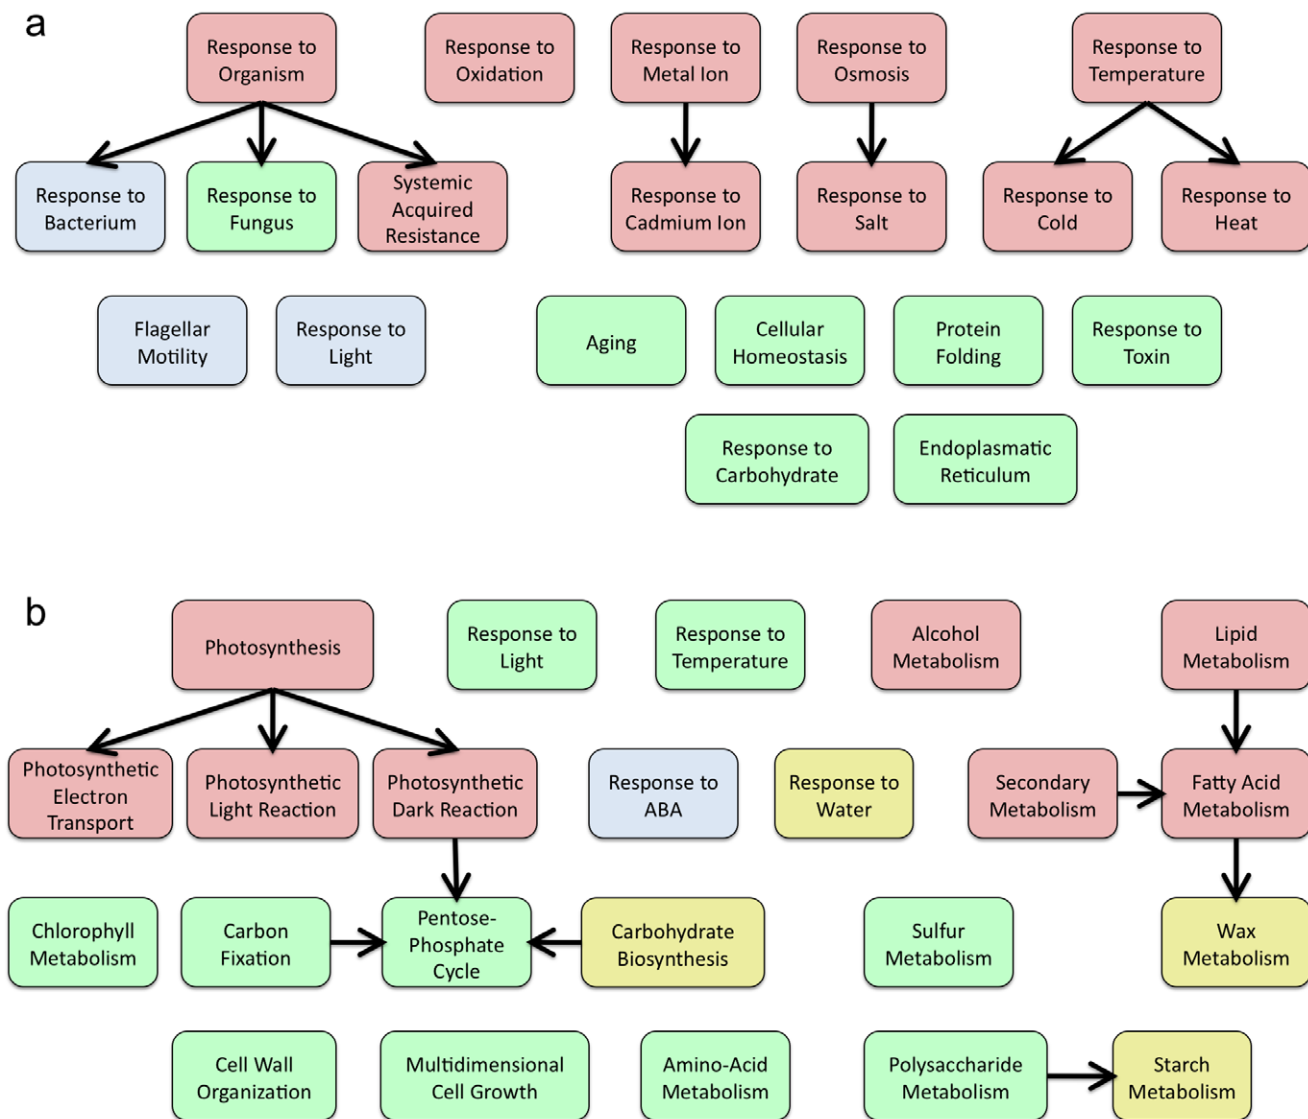 a
Response to
Organism
Response to
Oxidation
Response to
Metal Ion
Response to
Osmosis
Response to
Temperature
Response to
Bacterium
Response to
Fungus
Systemic
Acquired
Resistance
Response to
Cadmium Ion
Response to
Salt
Response to
Cold
Response to
Heat
Flagellar
Motility
Response to
Light
Aging
Cellular
Homeostasis
Protein
Folding
Response to
Toxin
Response to
Carbohydrate
Endoplasmatic
Reticulum
b
Photosynthesis
Response to
Light
Response to
Temperature
Alcohol
Metabolism
Lipid
Metabolism
Photosynthetic
Electron
Transport
Photosynthetic
Light Reaction
Photosynthetic
Dark Reaction
Response to
ABA
Response to
Water
Secondary
Metabolism
Fatty Acid
Metabolism
Chlorophyll
Metabolism
Carbon
Fixation
Pentose-
Phosphate
Cycle
Carbohydrate
Biosynthesis
Sulfur
Metabolism
Wax
Metabolism
Cell Wall
Organization
Multidimensional
Cell Growth
Amino-Acid
Metabolism
Polysaccharide
Metabolism
Starch
Metabolism